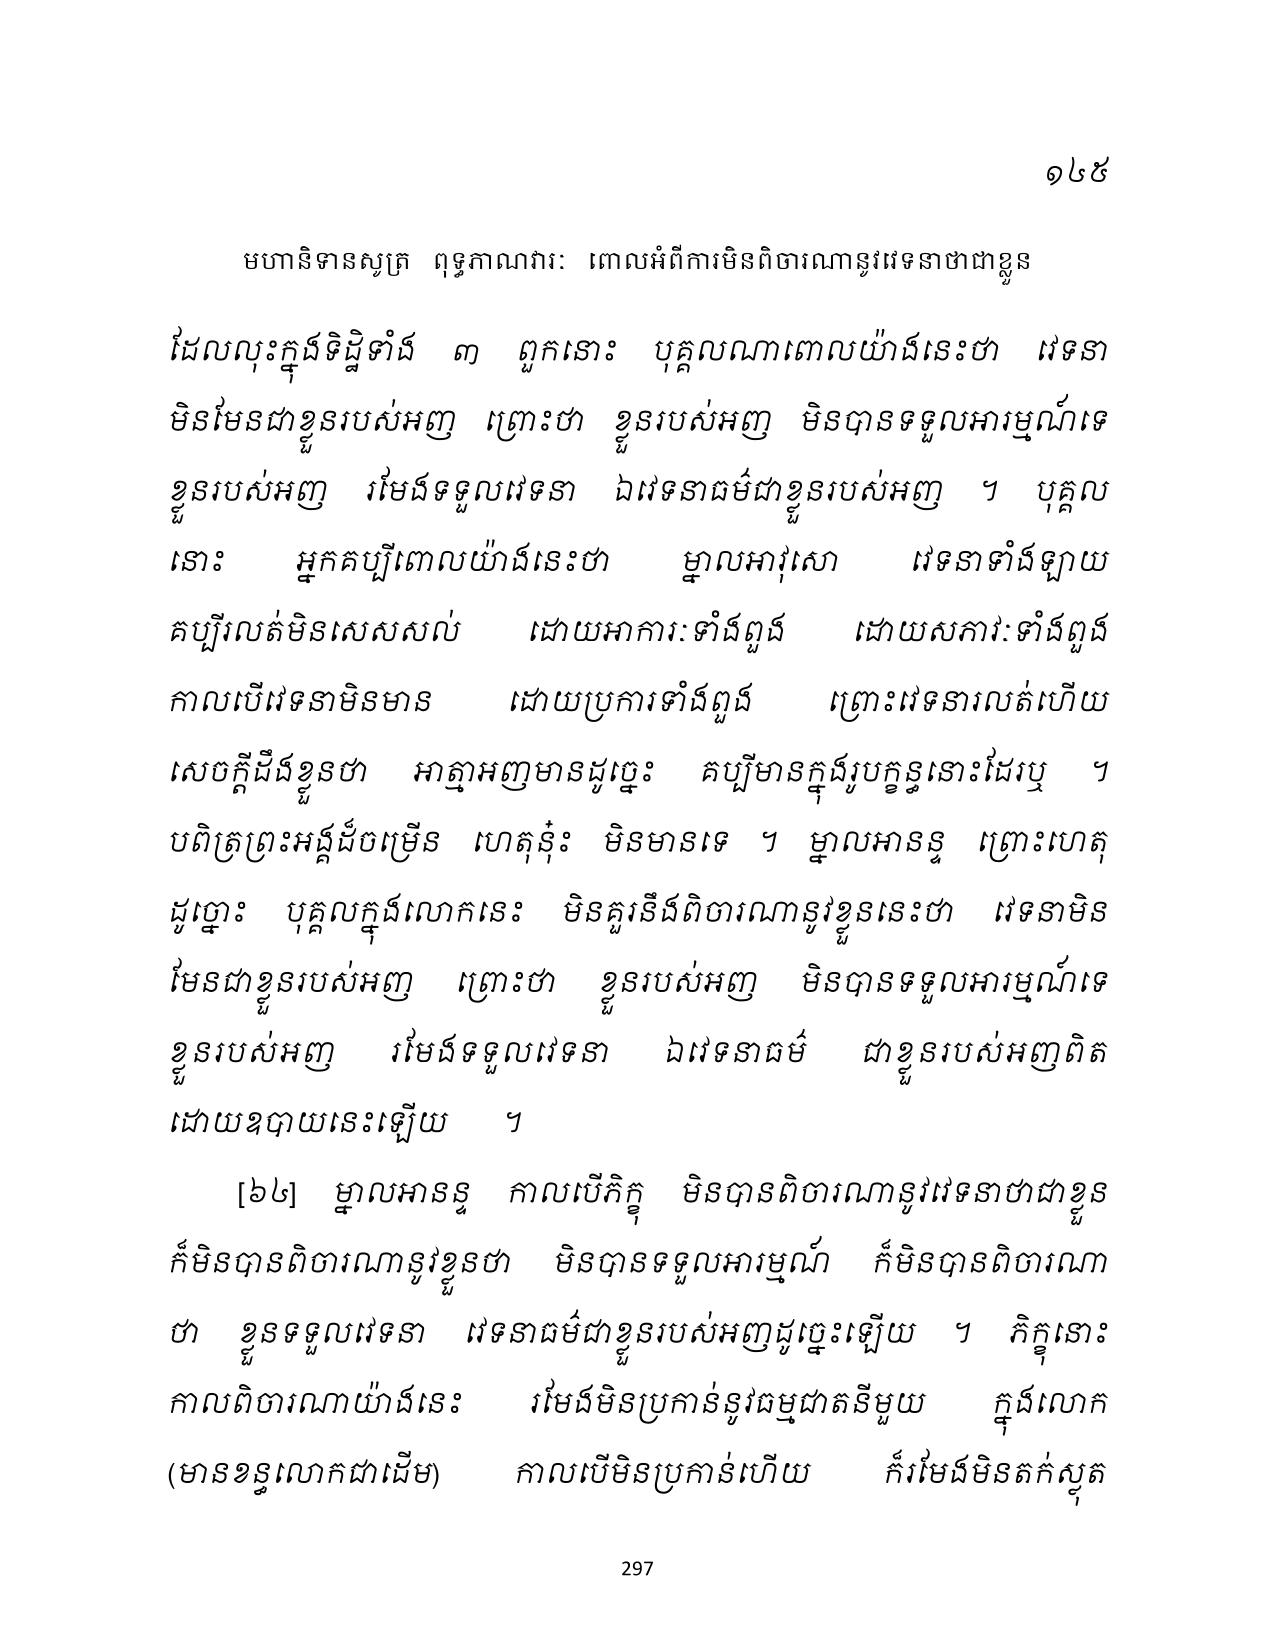 ១៤៥
មហានិទានសូត្រ ពុទ្ធភាណវារៈ ពោលអំពីការមិនពិចារណានូវវេទនាថាជាខ្លួន
ដែលលុះក្នុងទិដ្ឋិទាំង ៣ ពួកនោះ បុគ្គលណាពោលយ៉ាងនេះថា វេទនា
មិនមែនជាខ្លួនរបស់អញ ព្រោះថា ខ្លួនរបស់អញ មិនបានទទួលអារម្មណ៍ទេ
ខ្លួនរបស់អញ រមែងទទួលវេទនា ឯវេទនាធម៌ជាខ្លួនរបស់អញ ។ បុគ្គល
នោះ អ្នកគប្បីពោលយ៉ាងនេះថា ម្នាលអាវុសោ វេទនាទាំងឡាយ
គប្បីរលត់មិនសេសសល់ ដោយអាការៈទាំងពួង ដោយសភាវៈទាំងពួង
កាលបើវេទនាមិនមាន ដោយប្រការទាំងពួង ព្រោះវេទនារលត់ហើយ
សេចក្តីដឹងខ្លួនថា អាត្មាអញមានដូច្នេះ គប្បីមានក្នុងរូបក្ខន្ធនោះដែរឬ ។
បពិត្រព្រះអង្គដ៏ចម្រើន ហេតុនុ៎ះ មិនមានទេ ។ ម្នាលអានន្ទ ព្រោះហេតុ
ដូច្នោះ បុគ្គលក្នុងលោកនេះ មិនគួរនឹងពិចារណានូវខ្លួននេះថា វេទនាមិន
មែនជាខ្លួនរបស់អញ ព្រោះថា ខ្លួនរបស់អញ មិនបានទទួលអារម្មណ៍ទេ
ខ្លួនរបស់អញ រមែងទទួលវេទនា ឯវេទនាធម៌ ជាខ្លួនរបស់អញពិត
ដោយឧបាយនេះឡើយ ។
[៦៤] ម្នាលអានន្ទ កាលបើភិក្ខុ មិនបានពិចារណានូវវេទនាថាជាខ្លួន
ក៏មិនបានពិចារណានូវខ្លួនថា មិនបានទទួលអារម្មណ៍ ក៏មិនបានពិចារណា
ថា ខ្លួនទទួលវេទនា វេទនាធម៌ជាខ្លួនរបស់អញដូច្នេះឡើយ ។ ភិក្ខុនោះ
កាលពិចារណាយ៉ាងនេះ រមែងមិនប្រកាន់នូវធម្មជាតនីមួយ ក្នុងលោក
(មានខន្ធលោកជាដើម) កាលបើមិនប្រកាន់ហើយ ក៏រមែងមិនតក់ស្លុត
297